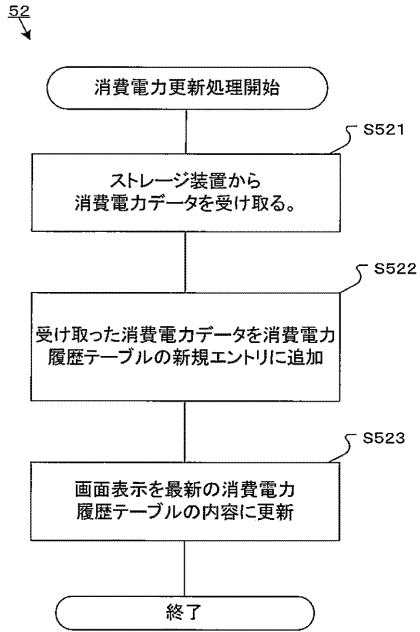 52
消費電力更新処理開始
S521
ストレージ装置から
消費電力データを受け取る。
S522
受け取った消費電力データを消費電力
履歴テーブルの新規エントリに追加
S523
画面表示を最新の消費電力
履歴テーブルの内容に更新
終了